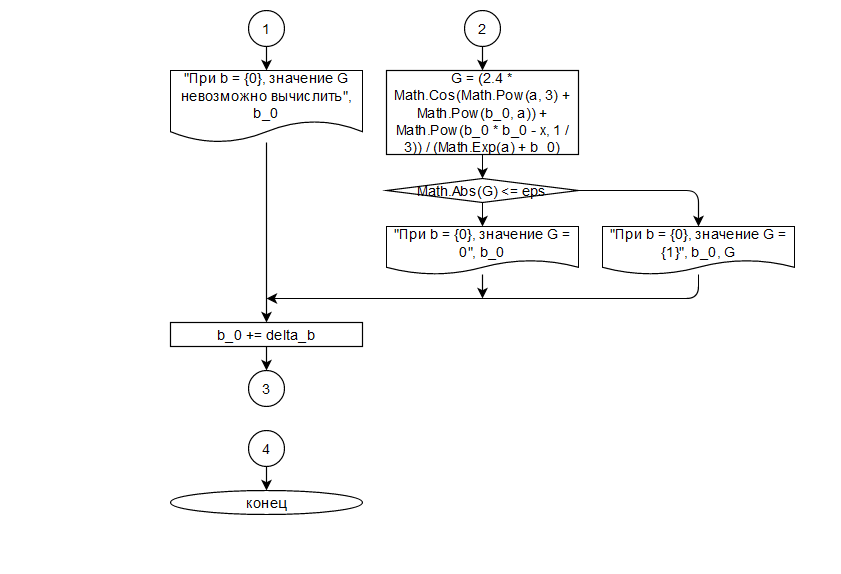 1
2
"При b = {0}, значение G
невозможно вычислить",
b_0
G = (2.4 *
Math.Cos(Math.Pow(a, 3) +
Math.Pow(b_0, a)) +
Math.Pow(b_0 * b_0 - x, 1 /
3)) / (Math.Exp(a) + b_0)
Math.Abs(G) <= eps
"При b = {0}, значение G =
0", b_0
"При b = {0}, значение G =
{1}", b_0, G
b_0 += delta_b
3
4
конец